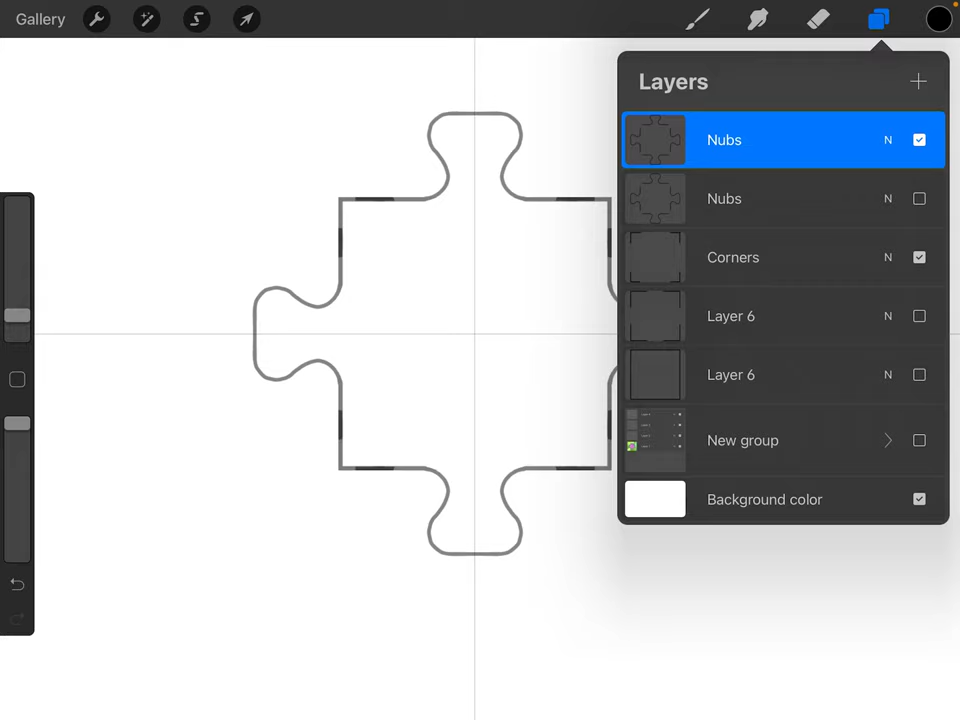 Gallery
Layers
Nubs N
Nubs N
Corners N
Layer 6 N
Layer 6 N
New group
Background color